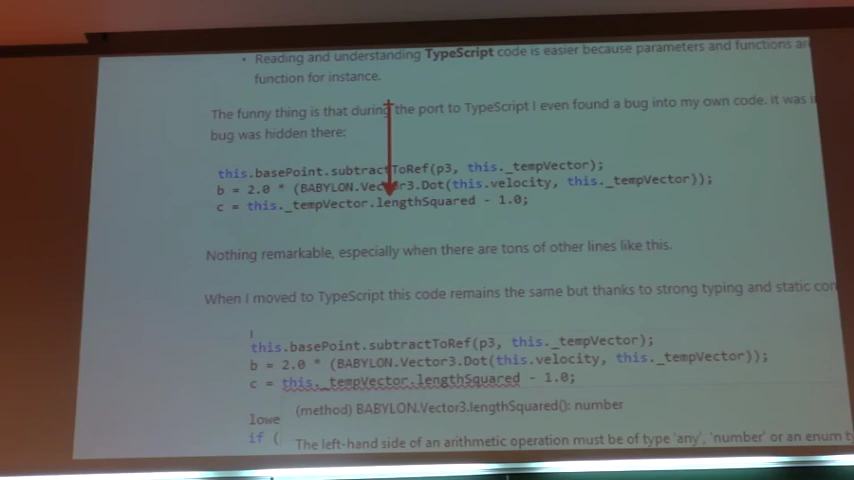 • Reading and understanding TypeScript code is easier because parameters and functions
function for instance.
The funny thing is that during the port to TypeScript I even found a bug into my own code. It was
bug was hidden there:
this.basePoint.subtractToRef(p3, this._tempVector);
b = 2.0 * (BABYLON.Vector3.Dot(this.velocity, this._tempVector));
c = this._tempVector.lengthSquared - 1.0;
Nothing remarkable, especially when there are tons of other lines like this.
When I moved to TypeScript this code remains the same but thanks to strong typing and static
this.basePoint.subtractToRef(p3, this._tempVector);
b = 2.0 * (BABYLON.Vector3.Dot(this.velocity, this._tempVector));
c = this._tempVector.lengthSquared - 1.0;
(method) BABYLON.Vector3.lengthSquared(): number
lowe
if (
The left-hand side of an arithmetic operation must be of type 'any', 'number' or an enum